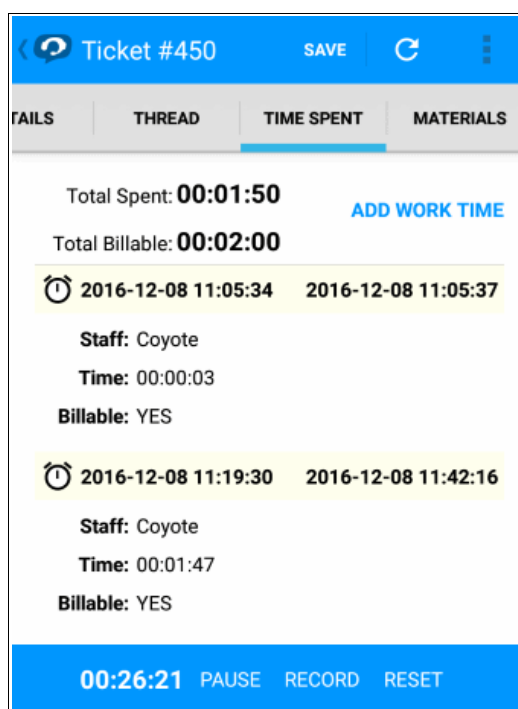 Ticket #450 SAVE
TAILS THREAD TIME SPENT MATERIALS
Total Spent: 00:01:50
ADD WORK TIME
Total Billable: 00:02:00
2016-12-08 11:05:34 2016-12-08 11:05:37
Staff: Coyote
Time: 00:00:03
Billable: YES
2016-12-08 11:19:30 2016-12-08 11:42:16
Staff: Coyote
Time: 00:01:47
Billable: YES
00:26:21 PAUSE RECORD RESET